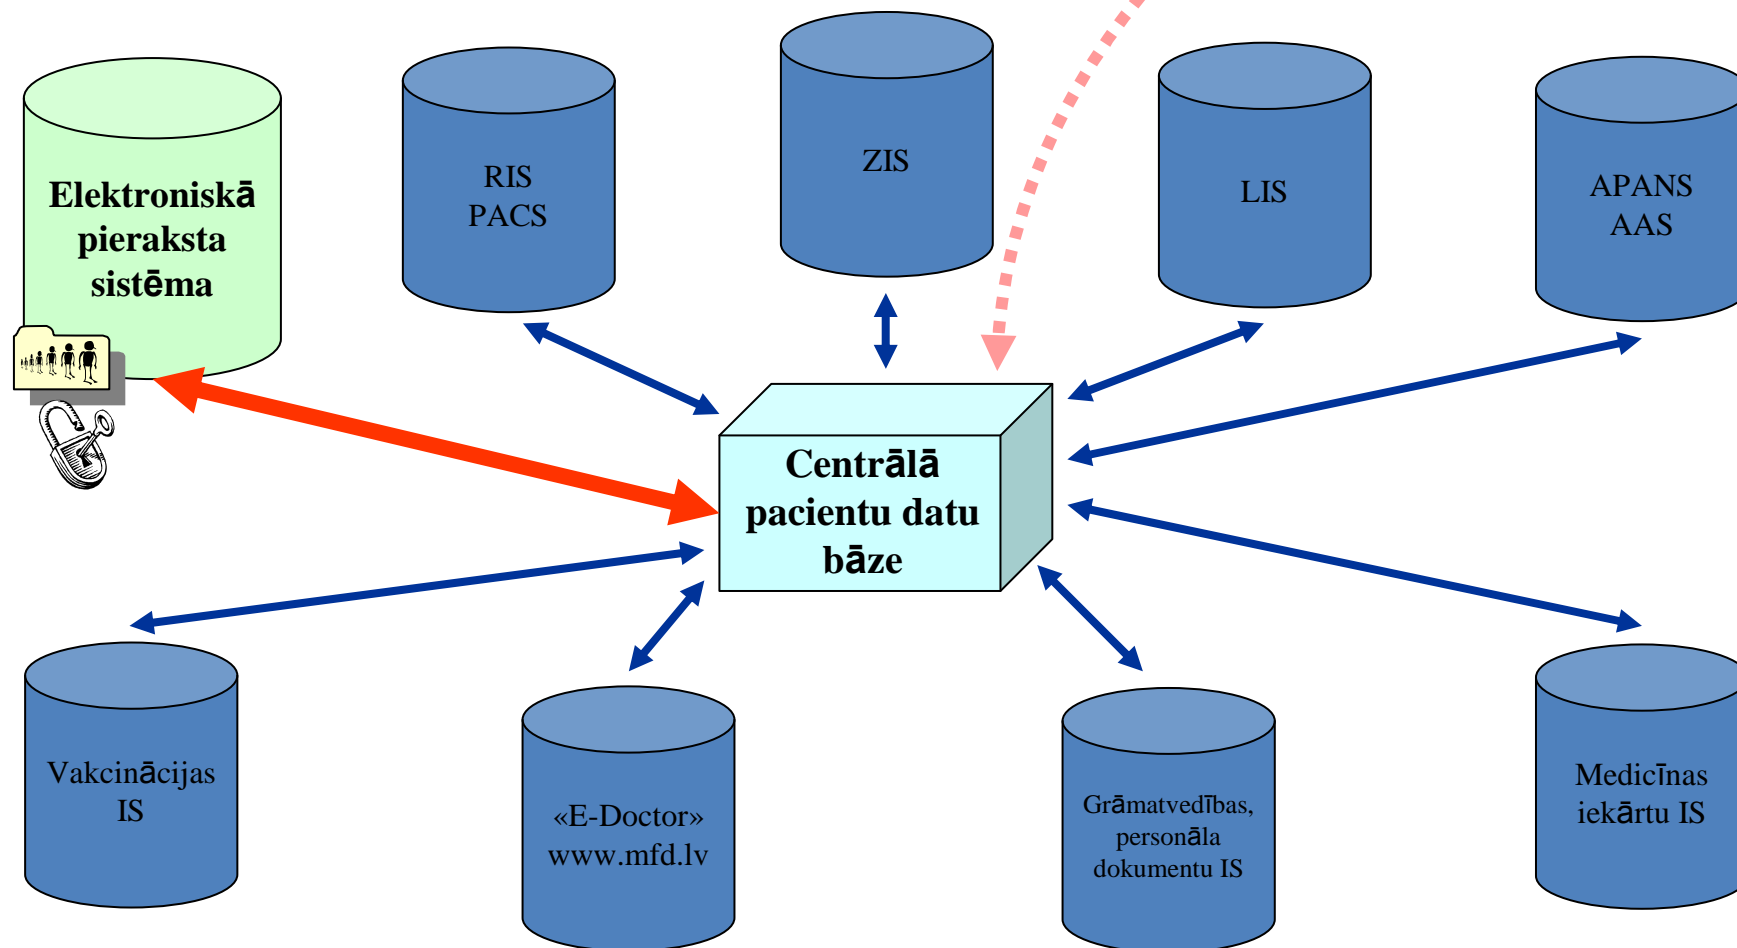 Elektroniskā
pieraksta
sistēma
RIS
PACS
ZIS
LIS
APANS
AAS
Centrālā
pacientu datu
bāze
Vakcinācijas
IS
«E-Doctor»
www.mfd.lv
Grāmatvedības,
personāla
dokumentu IS
Medicīnas
iekārtu IS